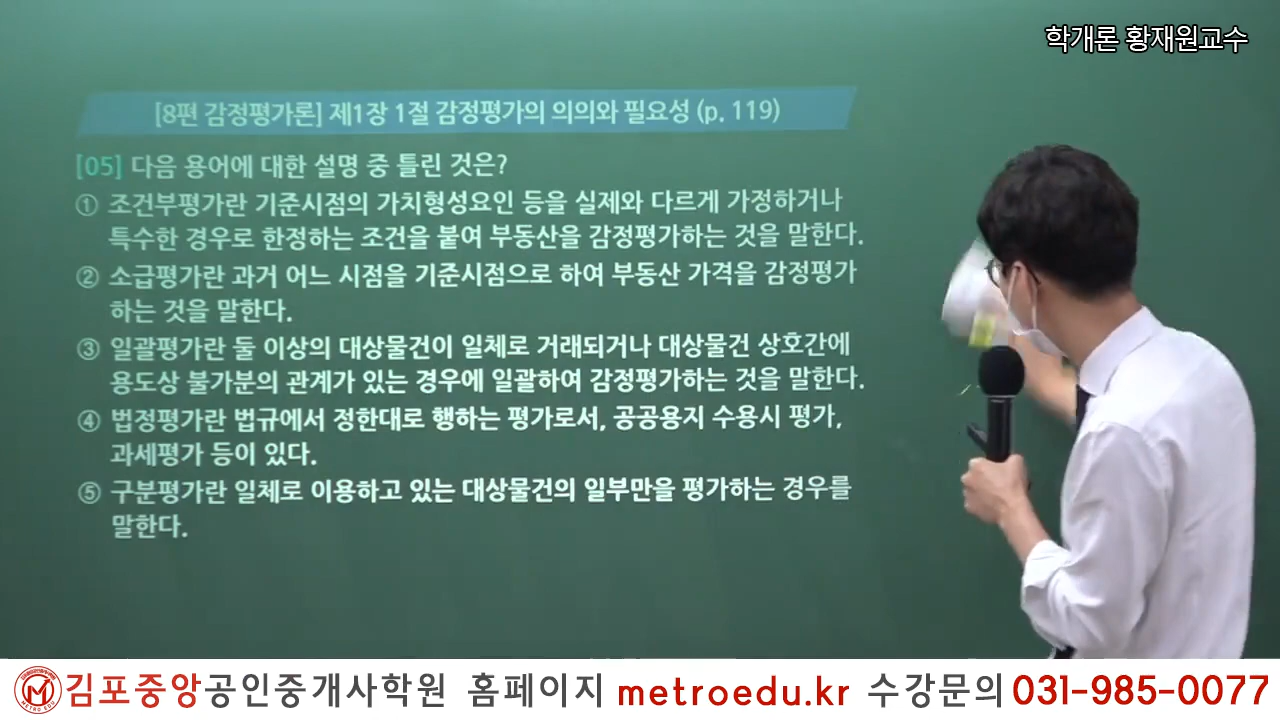 학개론 황재원교수
[8편 감정평가론] 제1장 1절 감정평가의 의의와 필요성 (p. 119)
[05] 다음 용어에 대한 설명 중 틀린 것은?
① 조건부평가란 기준시점의 가치형성요인 등을 실제와 다르게 가정하거나
특수한 경우로 한정하는 조건을 붙여 부동산을 감정평가하는 것을 말한다.
② 소급평가란 과거 어느 시점을 기준시점으로 하여 부동산 가격을 감정평가
하는 것을 말한다.
③ 일괄평가란 둘 이상의 대상물건이 일체로 거래되거나 대상물건 상호간에
용도상 불가분의 관계가 있는 경우에 일괄하여 감정평가하는 것을 말한다.
④ 법정평가란 법규에서 정한대로 행하는 평가로서, 공공용지 수용시 평가,
과세평가 등이 있다.
⑤ 구분평가란 일체로 이용하고 있는 대상물건의 일부만을 평가하는 경우를
말한다.
METRO EDU 김포중앙공인중개사학원 홈페이지 metroedu.kr 수강문의 031-985-0077